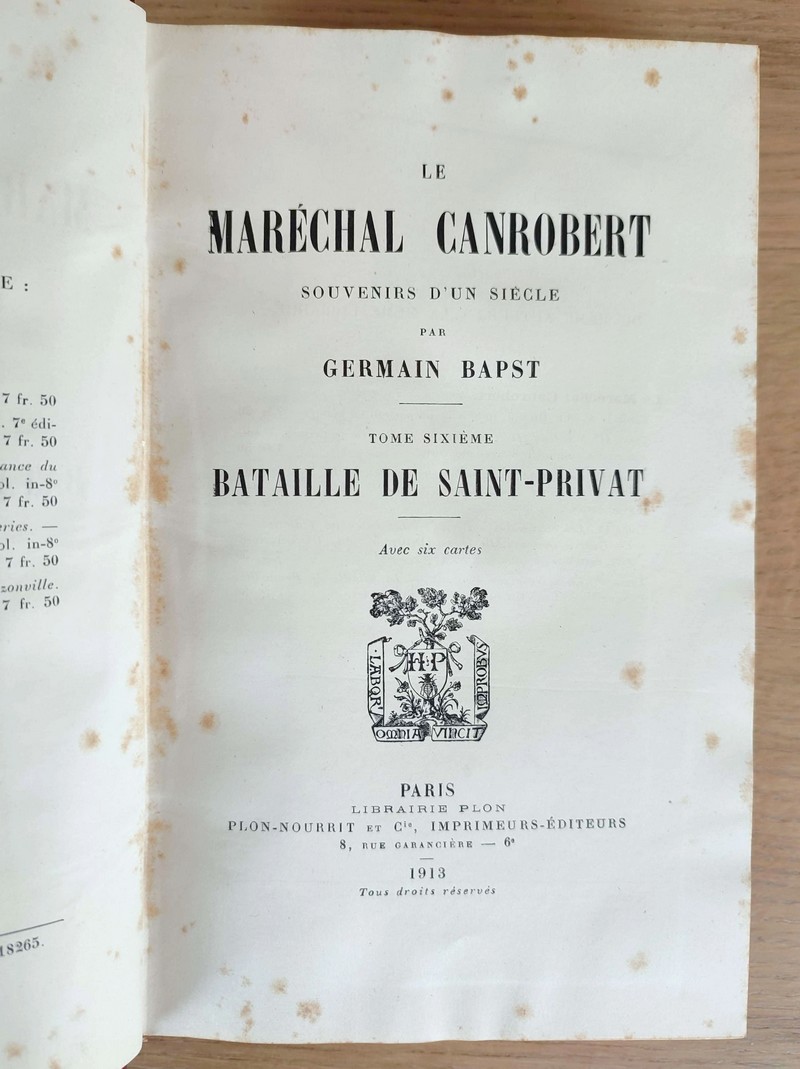 E :
7 fr. 50
. 7e édi-
7 fr. 50
ance du
ol. in-8°
7 fr. 50
eries. —
ol. in-8°
7 fr. 50
zonville.
7 fr. 50
18265.
LE
MARÉCHAL CANROBERT
SOUVENIRS D'UN SIÈCLE
PAR
GERMAIN BAPST
TOME SIXIÈME
BATAILLE DE SAINT-PRIVAT
Avec six cartes
H P
LABOR
OMNIA VINCIT
IMPROBVS
PARIS
LIBRAIRIE PLON
PLON-NOURRIT ET Cie, IMPRIMEURS-ÉDITEURS
8, RUE GARANCIÈRE — 6e
1913
Tous droits réservés